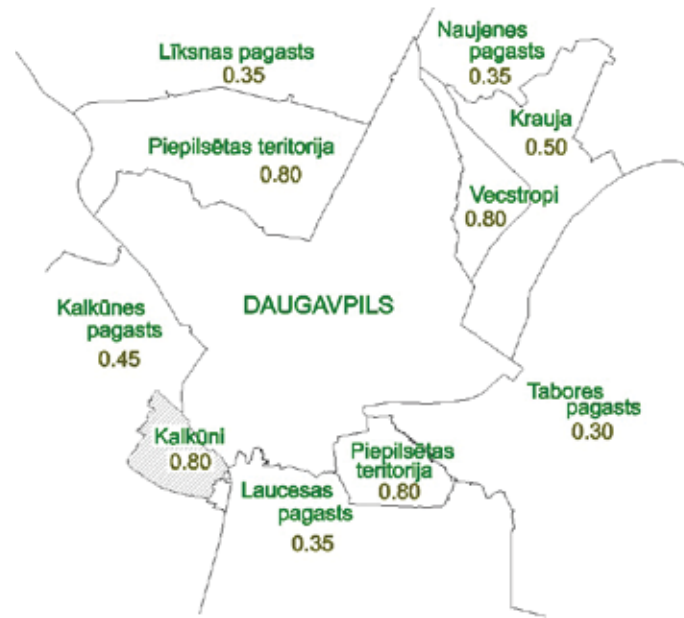 Naujenes
pagasts
0.35
Līksnas pagasts
0.35
Krauja
0.50
Piepilsētas teritorija
0.80
Vecstropi
0.80
DAUGAVPILS
Kalkūnes
pagasts
0.45
Tabores
pagasts
0.30
Kalkūni
0.80
Piepilsētas
teritorija
0.80
Laucesas
pagasts
0.35